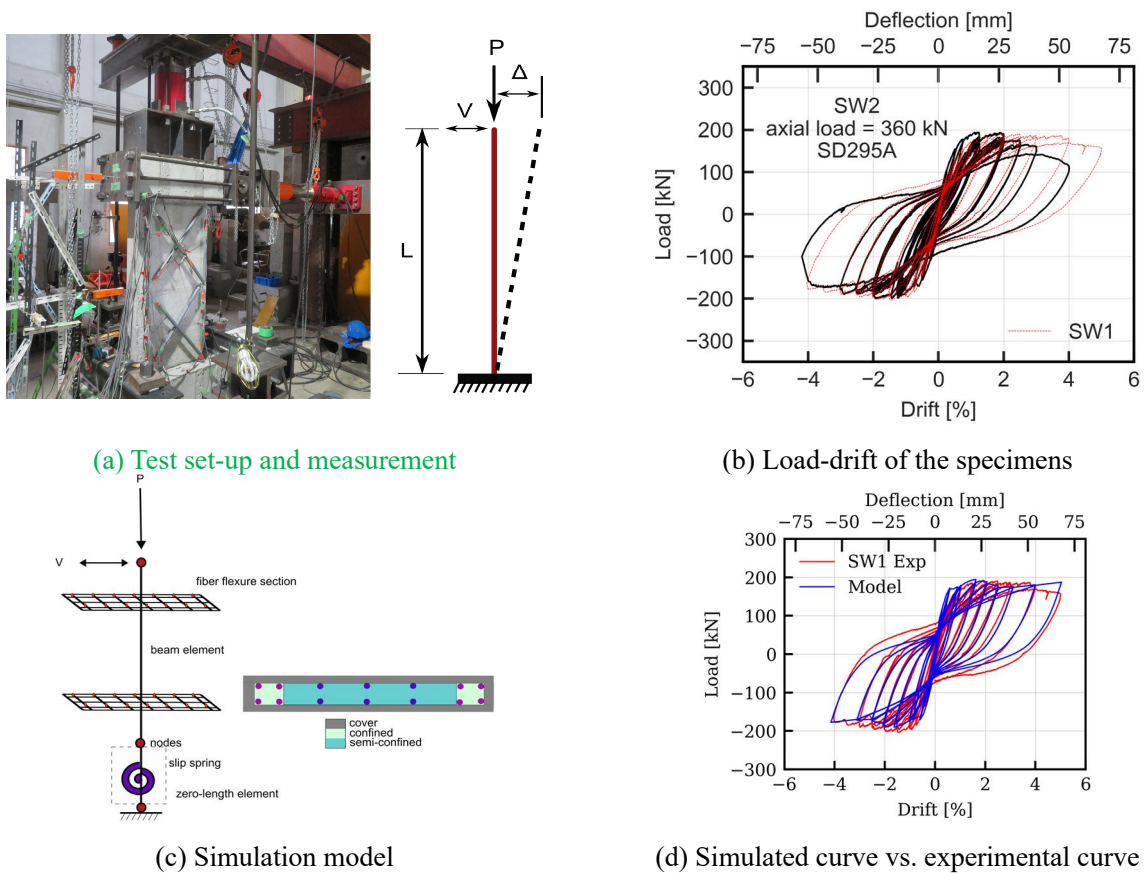 P
Δ
V
L
(a) Test set-up and measurement
Deflection [mm]
−75 −50 −25 0 25 50 75
300
200
100
0
−100
−200
−300
Load [kN]
SW2
axial load = 360 kN
SD295A
SW1
−6 −4 −2 0 2 4 6
Drift [%]
(b) Load-drift of the specimens
P
V
fiber flexure section
beam element
nodes
slip spring
zero-length element
cover
confined
semi-confined
(c) Simulation model
Deflection [mm]
−75 −50 −25 0 25 50 75
300
200
100
0
−100
−200
−300
Load [kN]
SW1 Exp
Model
−6 −4 −2 0 2 4 6
Drift [%]
(d) Simulated curve vs. experimental curve